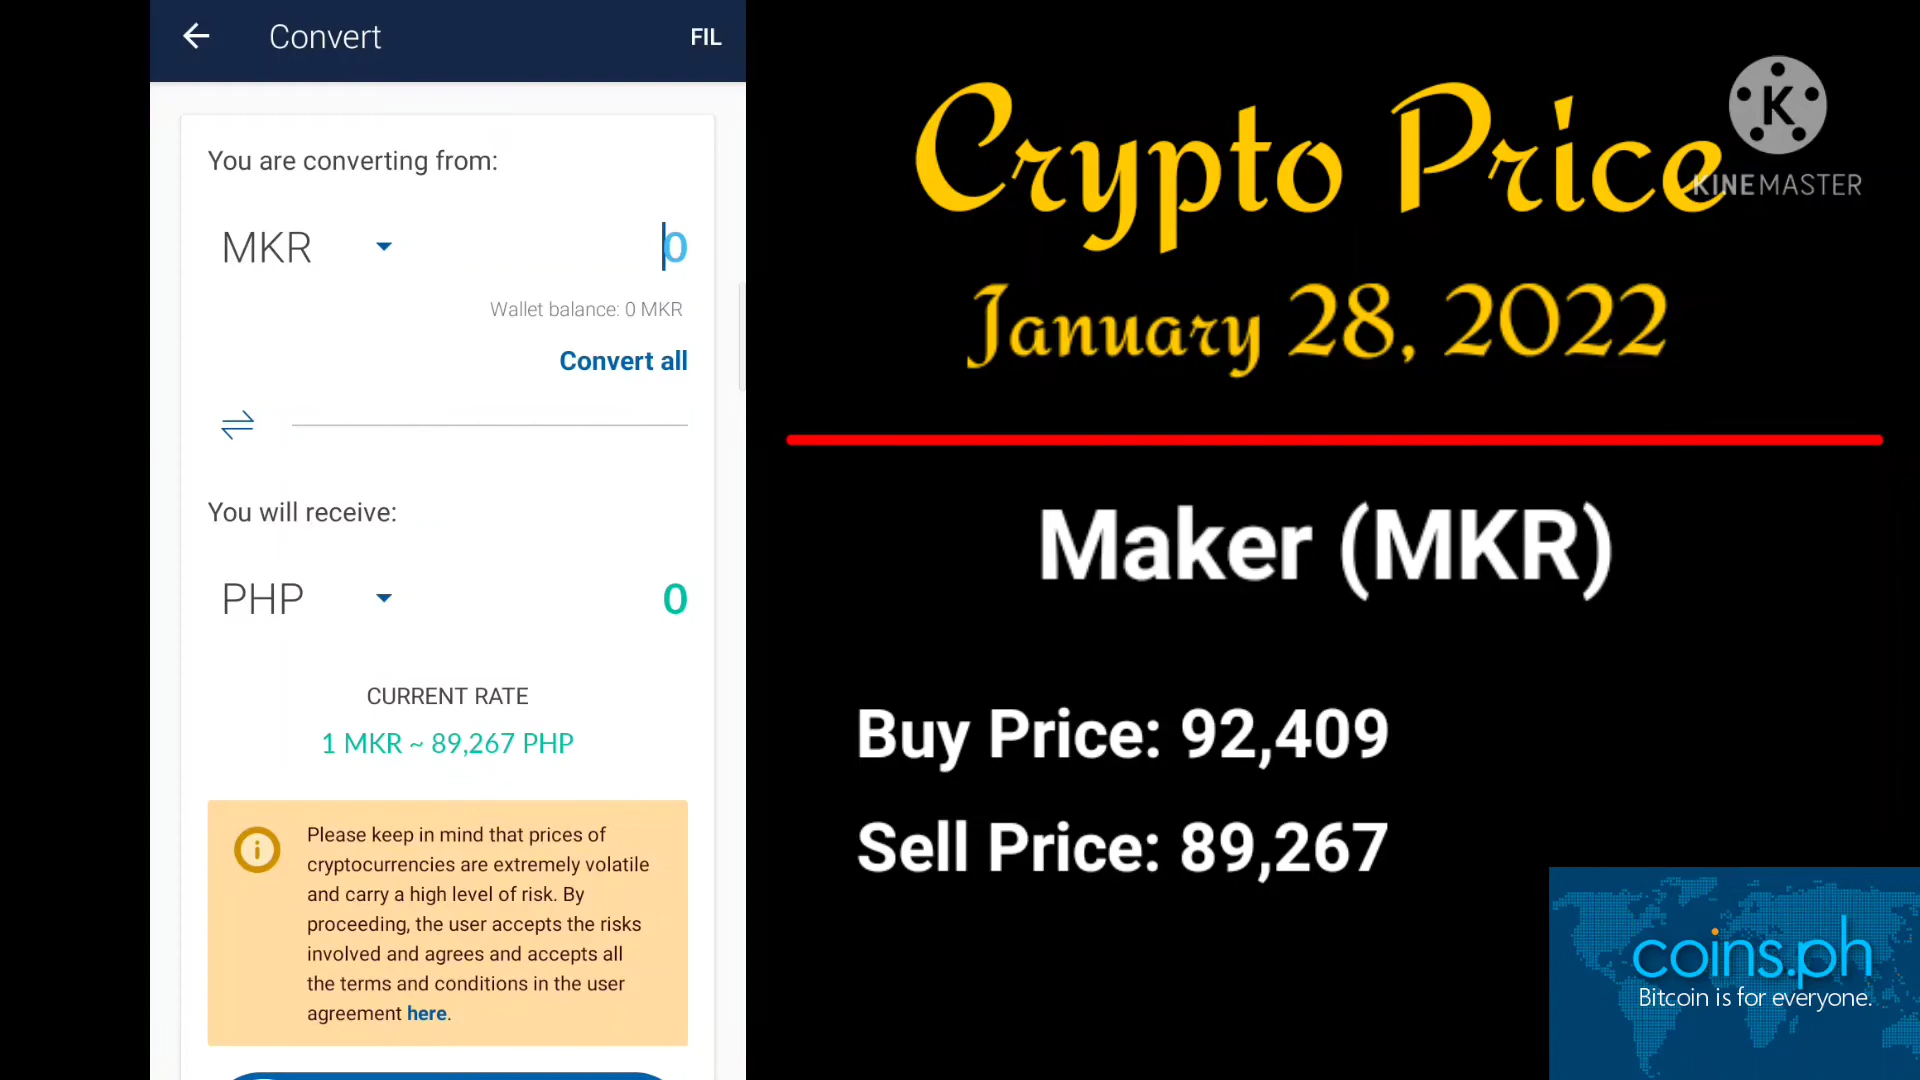 Convert
FIL
You are converting from:
MKR
0
Wallet balance: 0 MKR
Convert all
You will receive:
PHP
0
CURRENT RATE
1 MKR ~ 89,267 PHP
Please keep in mind that prices of
cryptocurrencies are extremely volatile
and carry a high level of risk. By
proceeding, the user accepts the risks
involved and agrees and accepts all
the terms and conditions in the user
agreement here.
Crypto Price
K
KINEMASTER
January 28, 2022
Maker (MKR)
Buy Price: 92,409
Sell Price: 89,267
coins.ph
Bitcoin is for everyone.